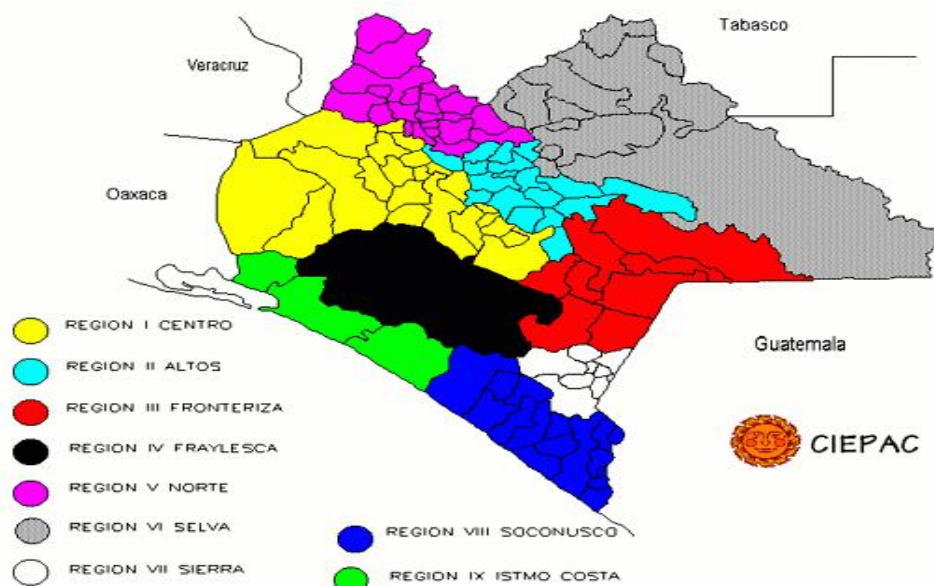 Tabasco
Veracruz
Oaxaca
Guatemala
REGION I CENTRO
REGION II ALTOS
REGION III FRONTERIZA
REGION IV FRAYLESCA
REGION V NORTE
REGION VI SELVA
REGION VII SIERRA
REGION VIII SOCONUSCO
REGION IX ISTMO COSTA
CIEPAC